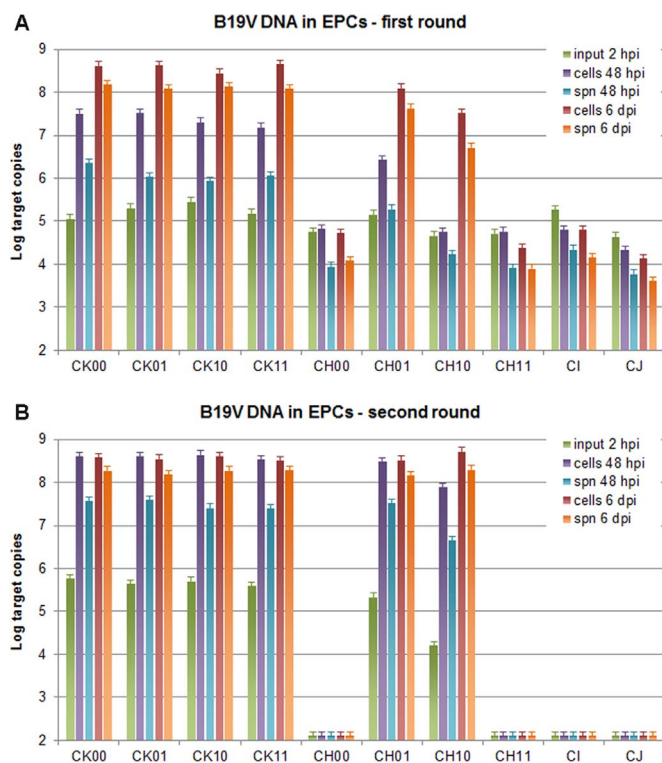 A
B19V DNA in EPCs - first round
Log target copies
9
8
7
6
5
4
3
2
input 2 hpi
cells 48 hpi
spn 48 hpi
cells 6 dpi
spn 6 dpi
CK00 CK01 CK10 CK11 CH00 CH01 CH10 CH11 CI CJ
B
B19V DNA in EPCs - second round
Log target copies
9
8
7
6
5
4
3
2
input 2 hpi
cells 48 hpi
spn 48 hpi
cells 6 dpi
spn 6 dpi
CK00 CK01 CK10 CK11 CH00 CH01 CH10 CH11 CI CJ